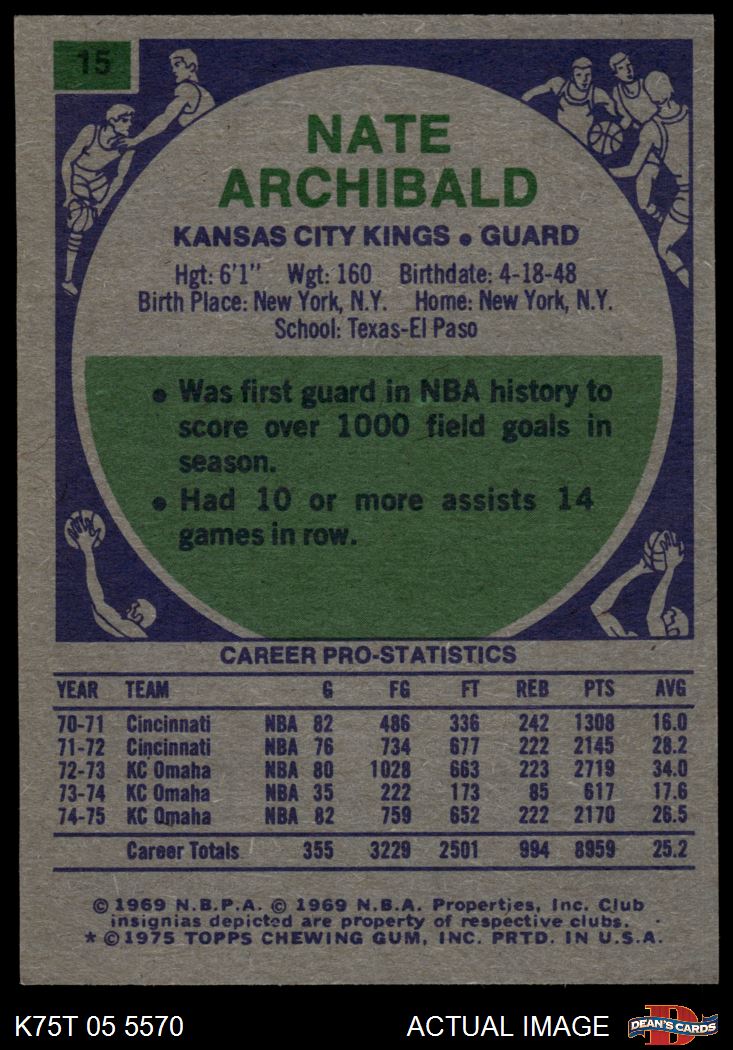 15
NATE
ARCHIBALD
KANSAS CITY KINGS • GUARD
Hgt: 6'1" Wgt: 160 Birthdate: 4-18-48
Birth Place: New York, N.Y. Home: New York, N.Y.
School: Texas-El Paso
• Was first guard in NBA history to
score over 1000 field goals in
season.
• Had 10 or more assists 14
games in row.
CAREER PRO-STATISTICS
YEAR TEAM G FG FT REB PTS AVG
70-71 Cincinnati NBA 82 486 336 242 1308 16.0
71-72 Cincinnati NBA 76 734 677 222 2145 28.2
72-73 KC Omaha NBA 80 1028 663 223 2719 34.0
73-74 KC Omaha NBA 35 222 173 85 617 17.6
74-75 KC Omaha NBA 82 759 652 222 2170 26.5
Career Totals 355 3229 2501 994 8959 25.2
© 1969 N.B.P.A. © 1969 N.B.A. Properties, Inc. Club
insignias depicted are property of respective clubs.
* © 1975 TOPPS CHEWING GUM, INC. PRTD. IN U.S.A.
K75T 05 5570 ACTUAL IMAGE D DEAN'S CARDS